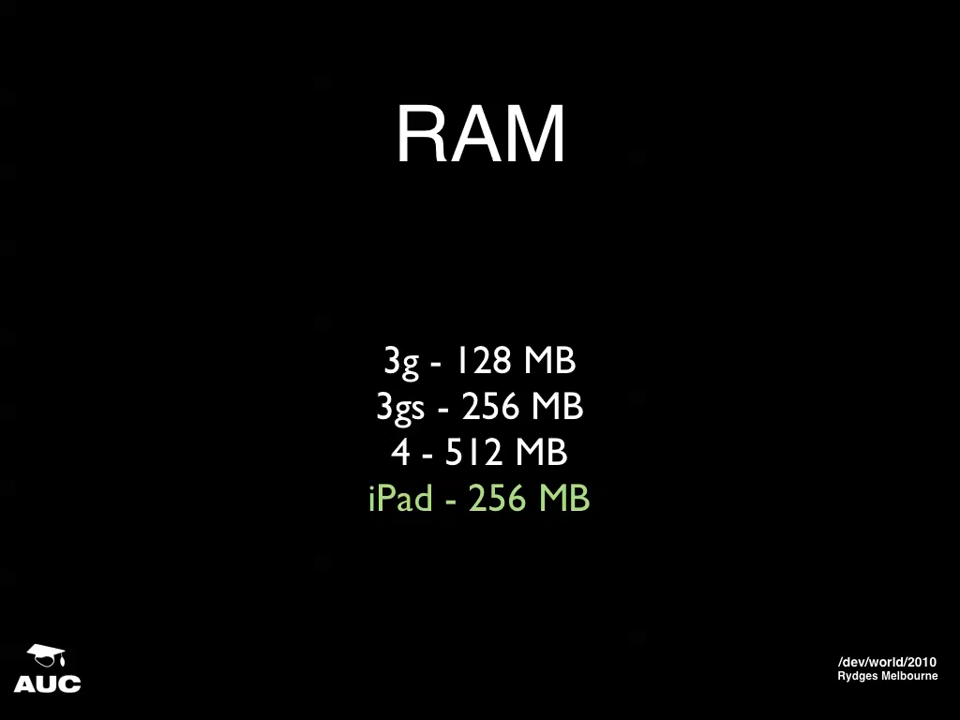 RAM
3g - 128 MB
3gs - 256 MB
4 - 512 MB
iPad - 256 MB
AUC
/dev/world/2010
Rydges Melbourne